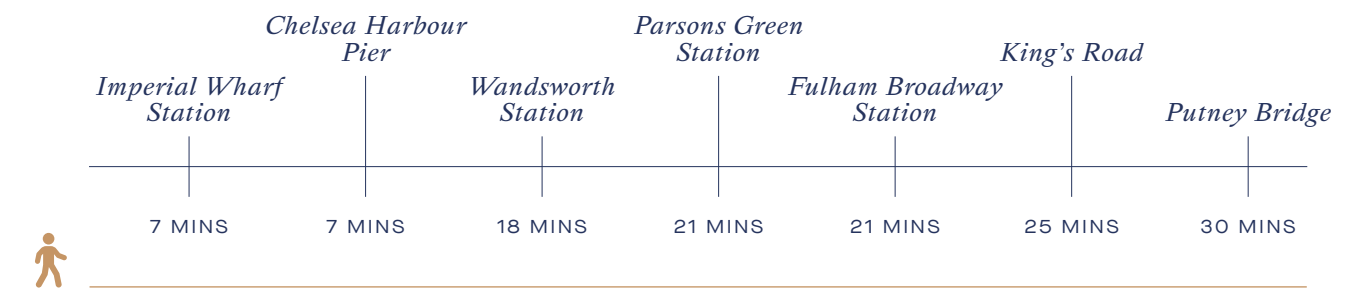 Imperial Wharf
Station
Chelsea Harbour
Pier
Wandsworth
Station
Parsons Green
Station
Fulham Broadway
Station
King’s Road
Putney Bridge
7 MINS
7 MINS
18 MINS
21 MINS
21 MINS
25 MINS
30 MINS